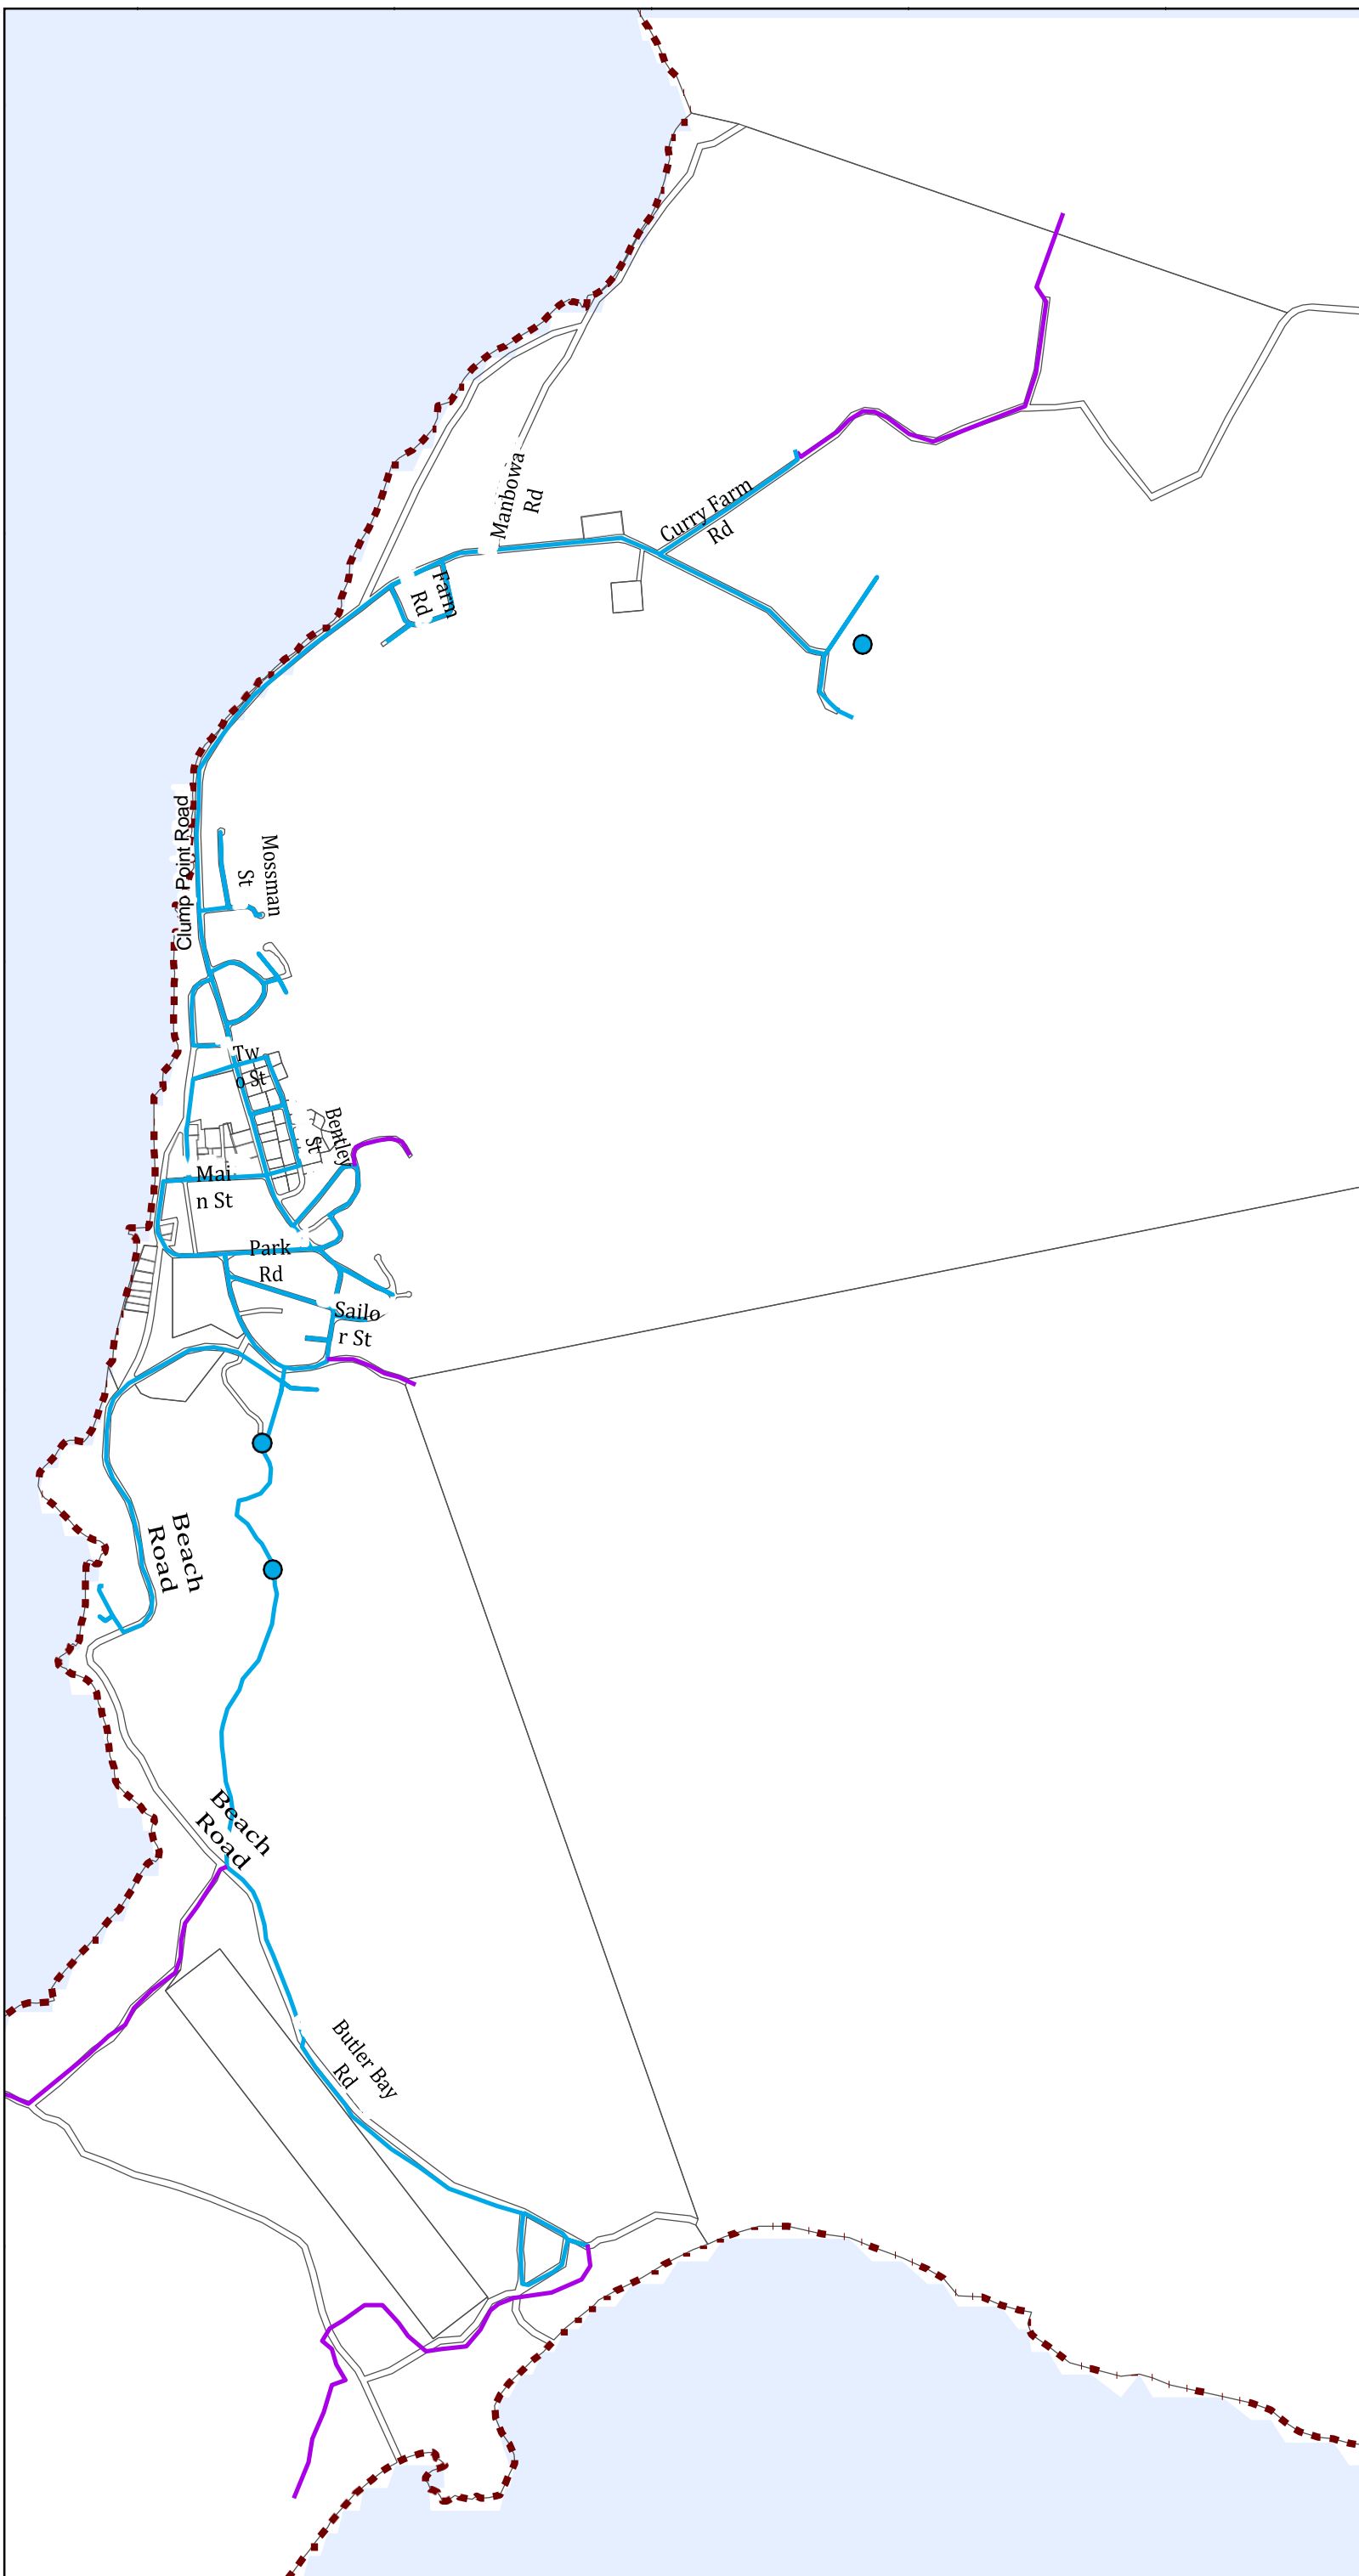 Manbowa
Rd
Curry Farm
Rd
Farm
Rd
Clump Point Road
Mossman
St
Tw
o St
Bentley
St
Mai
n St
Park
Rd
Sailo
r St
Beach
Road
Beach
Road
Butler Bay
Rd